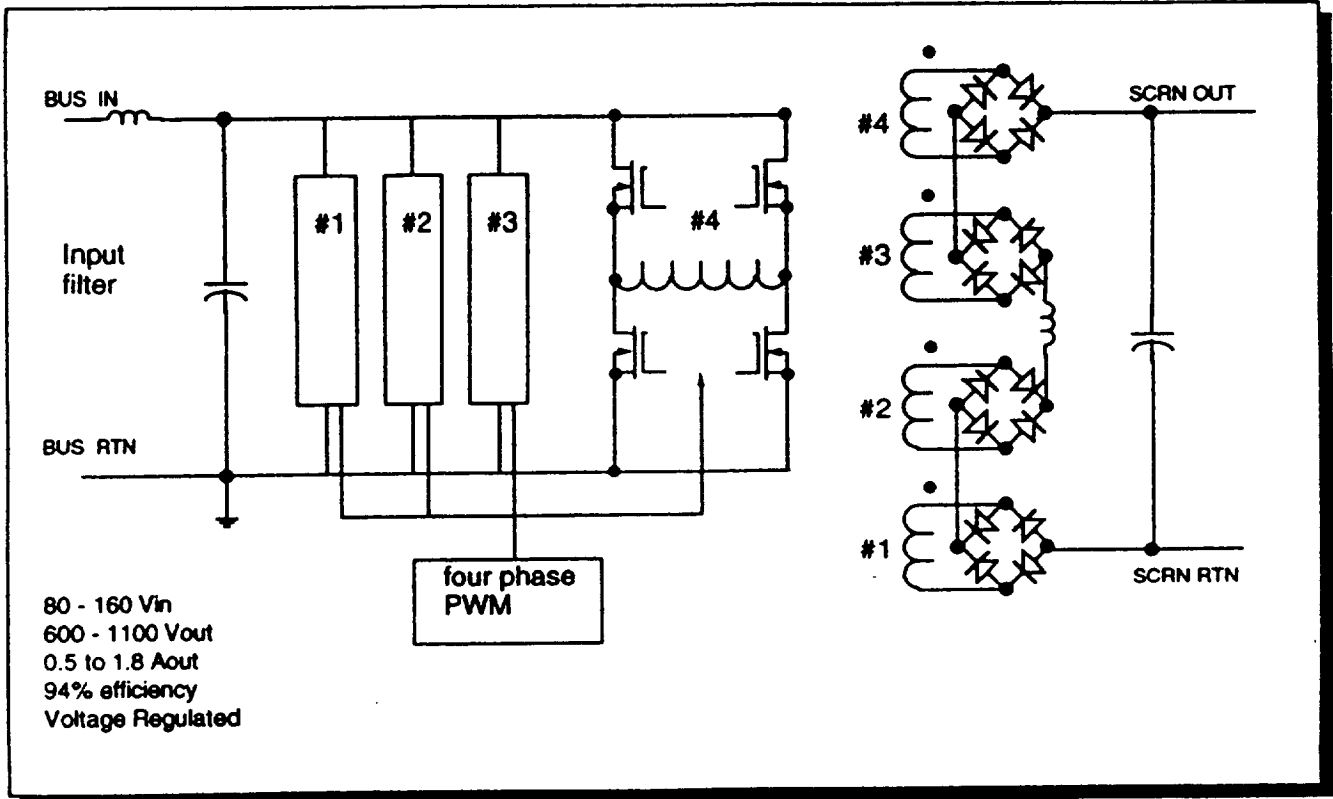 BUS IN
Input
filter
BUS RTN
#1
#2
#3
#4
four phase
PWM
80 - 160 Vin
600 - 1100 Vout
0.5 to 1.8 Aout
94% efficiency
Voltage Regulated
#4
#3
#2
#1
SCRN OUT
SCRN RTN